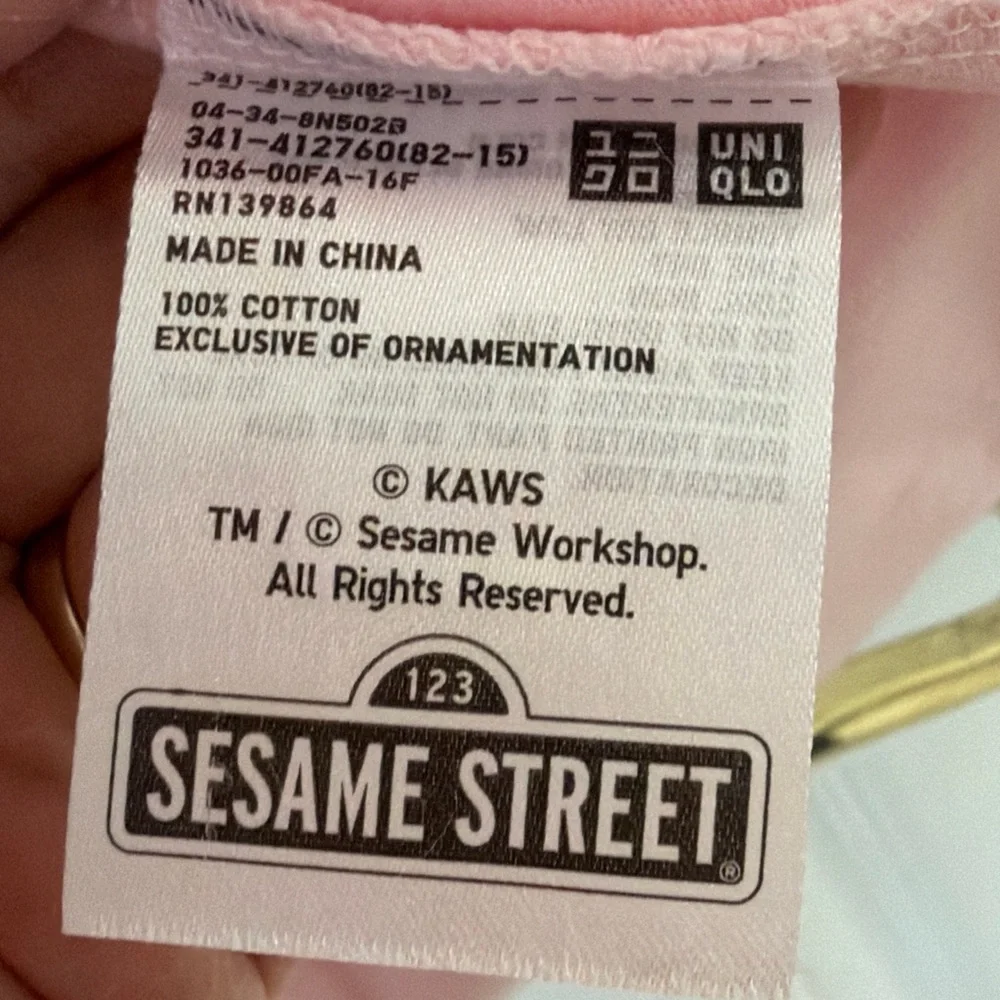 341-412760(82-15)
04-34-8N502B
341-412760(82-15)
1036-00FA-16F
RN139864
ユニ
クロ
UNI
QLO
MADE IN CHINA
100% COTTON
EXCLUSIVE OF ORNAMENTATION
© KAWS
TM / © Sesame Workshop.
All Rights Reserved.
123
SESAME STREET®